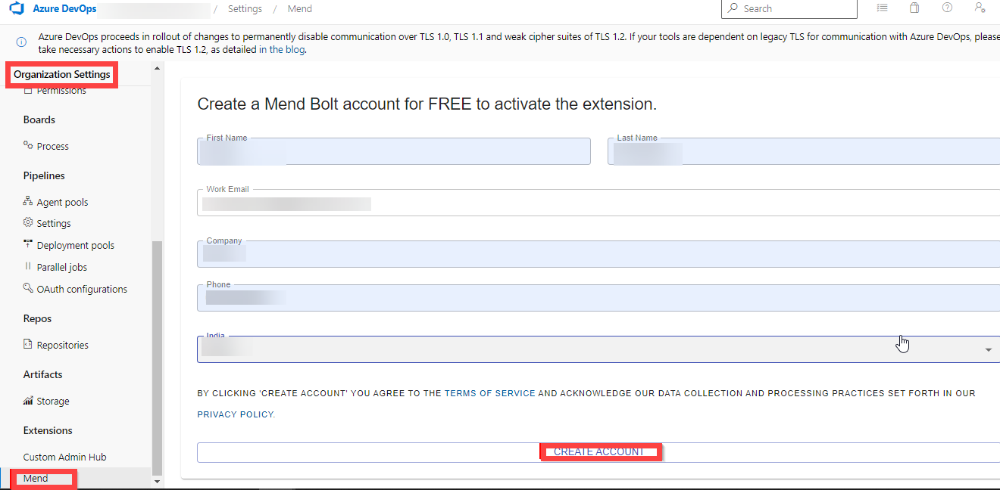 Azure DevOps / Settings / Mend Search
Azure DevOps proceeds in rollout of changes to permanently disable communication over TLS 1.0, TLS 1.1 and weak cipher suites of TLS 1.2. If your tools are dependent on legacy TLS for communication with Azure DevOps, please
take necessary actions to enable TLS 1.2, as detailed in the blog.
Organization Settings
Permissions
Boards
Process
Pipelines
Agent pools
Settings
Deployment pools
Parallel jobs
OAuth configurations
Repos
Repositories
Artifacts
Storage
Extensions
Custom Admin Hub
Mend
Create a Mend Bolt account for FREE to activate the extension.
First Name
Last Name
Work Email
Company
Phone
India
BY CLICKING 'CREATE ACCOUNT' YOU AGREE TO THE TERMS OF SERVICE AND ACKNOWLEDGE OUR DATA COLLECTION AND PROCESSING PRACTICES SET FORTH IN OUR
PRIVACY POLICY.
CREATE ACCOUNT